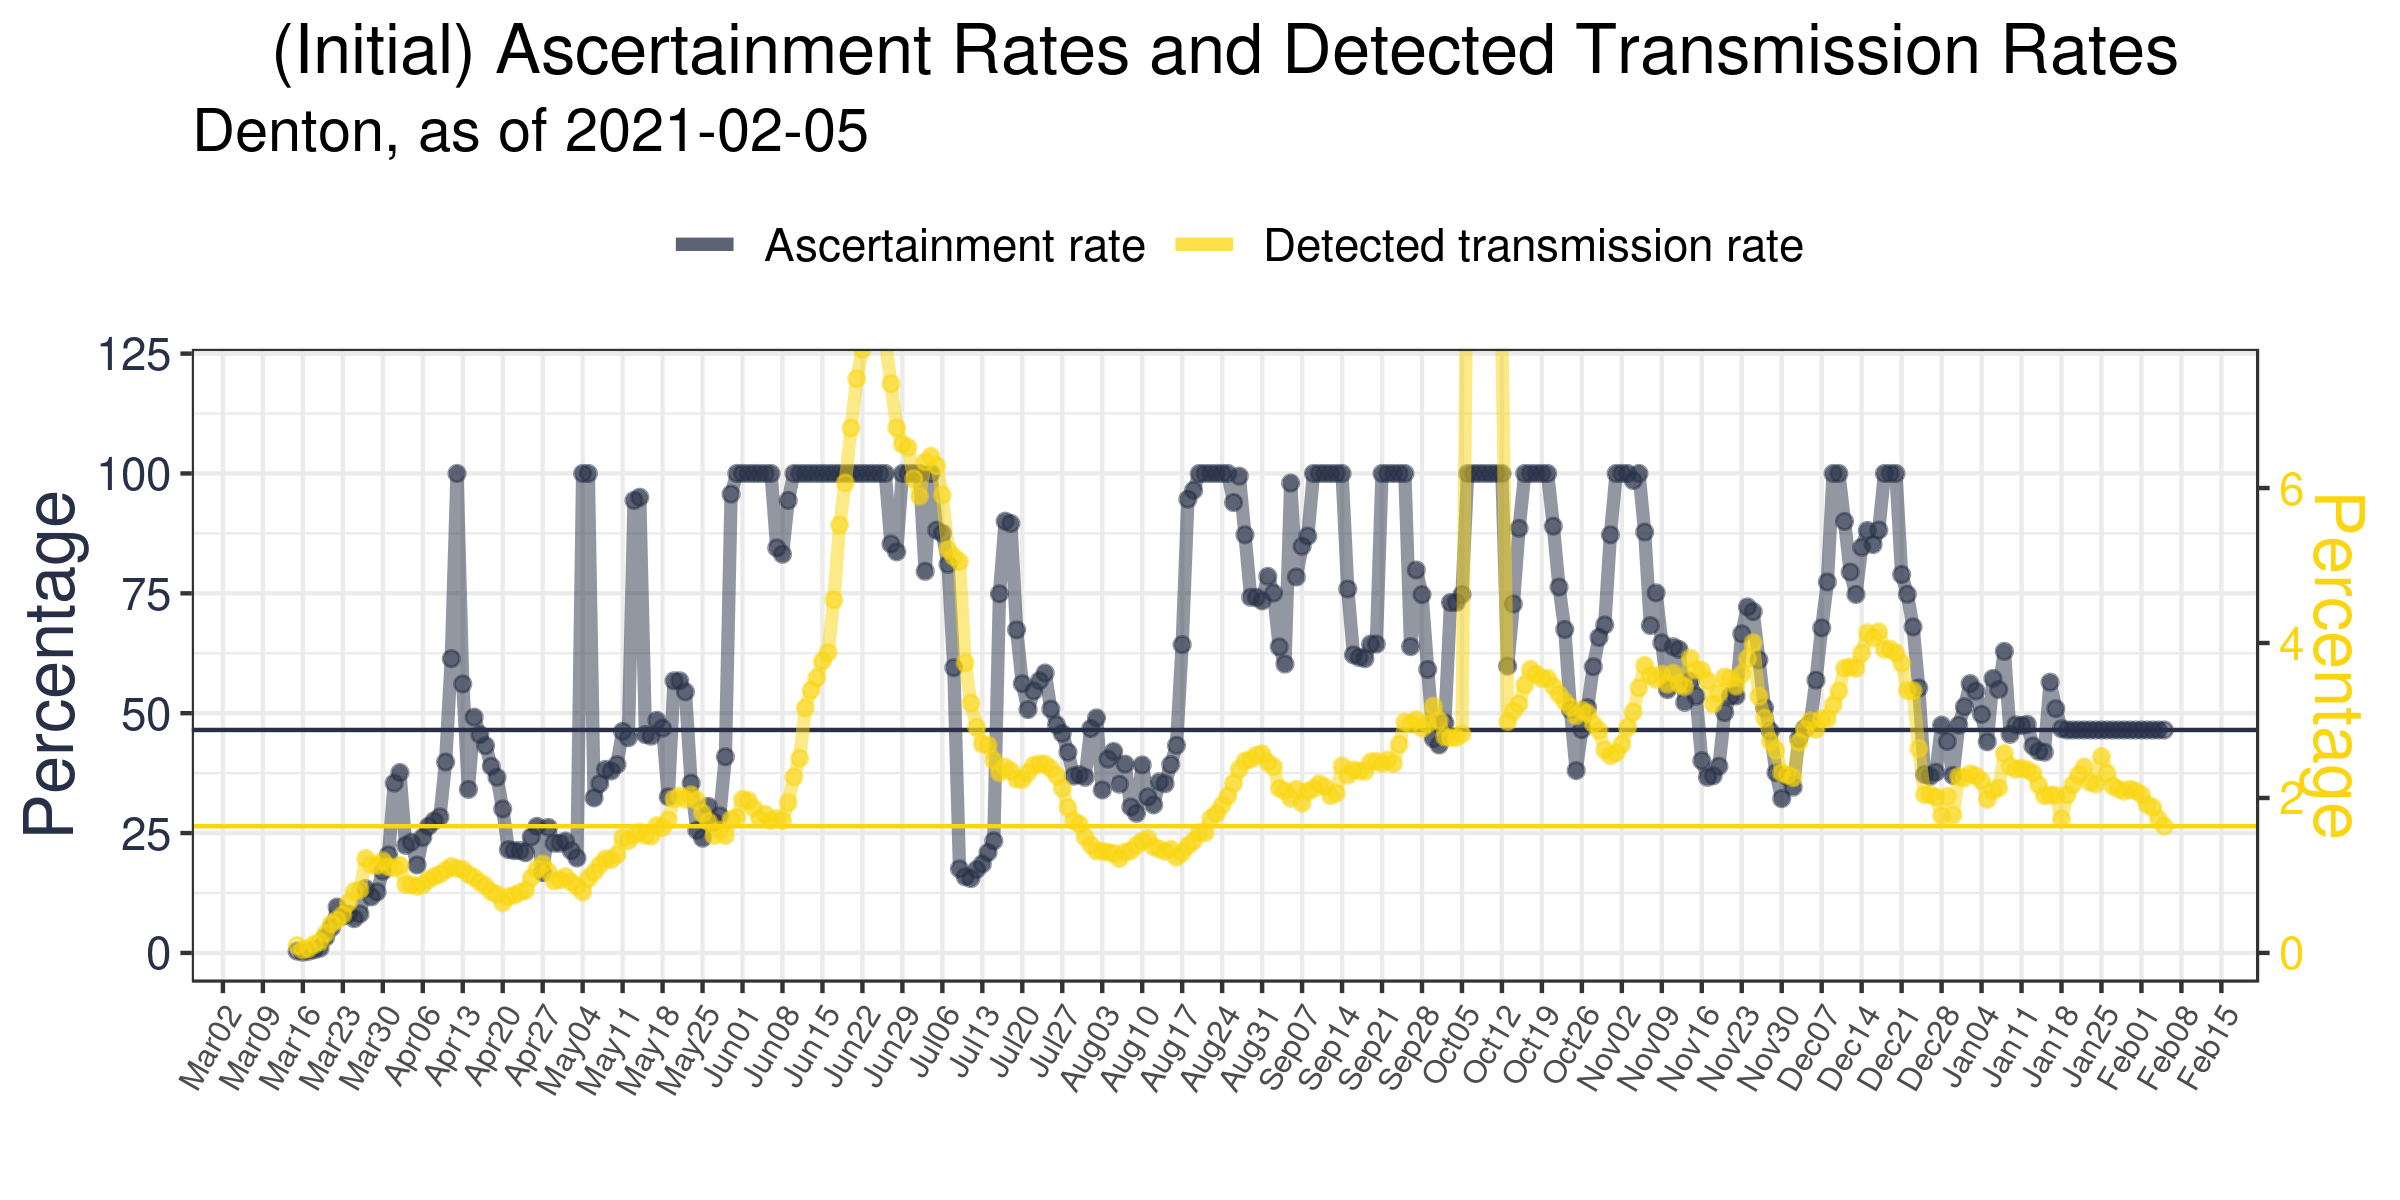 (Initial) Ascertainment Rates and Detected Transmission Rates
Denton, as of 2021-02-05
Ascertainment rate
Detected transmission rate
Percentage
125
100
75
50
25
0
6
4
2
0
Percentage
Mar02
Mar09
Mar16
Mar23
Mar30
Apr06
Apr13
Apr20
Apr27
May04
May11
May18
May25
Jun01
Jun08
Jun15
Jun22
Jun29
Jul06
Jul13
Jul20
Jul27
Aug03
Aug10
Aug17
Aug24
Aug31
Sep07
Sep14
Sep21
Sep28
Oct05
Oct12
Oct19
Oct26
Nov02
Nov09
Nov16
Nov23
Nov30
Dec07
Dec14
Dec21
Dec28
Jan04
Jan11
Jan18
Jan25
Feb01
Feb08
Feb15